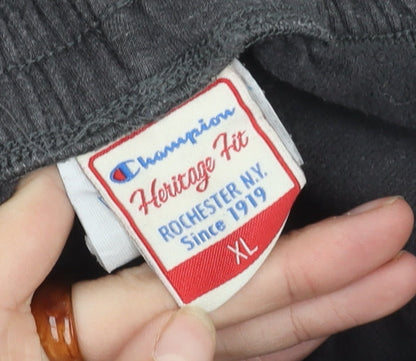 Champion
Heritage Fit
ROCHESTER N.Y.
Since 1919
XL